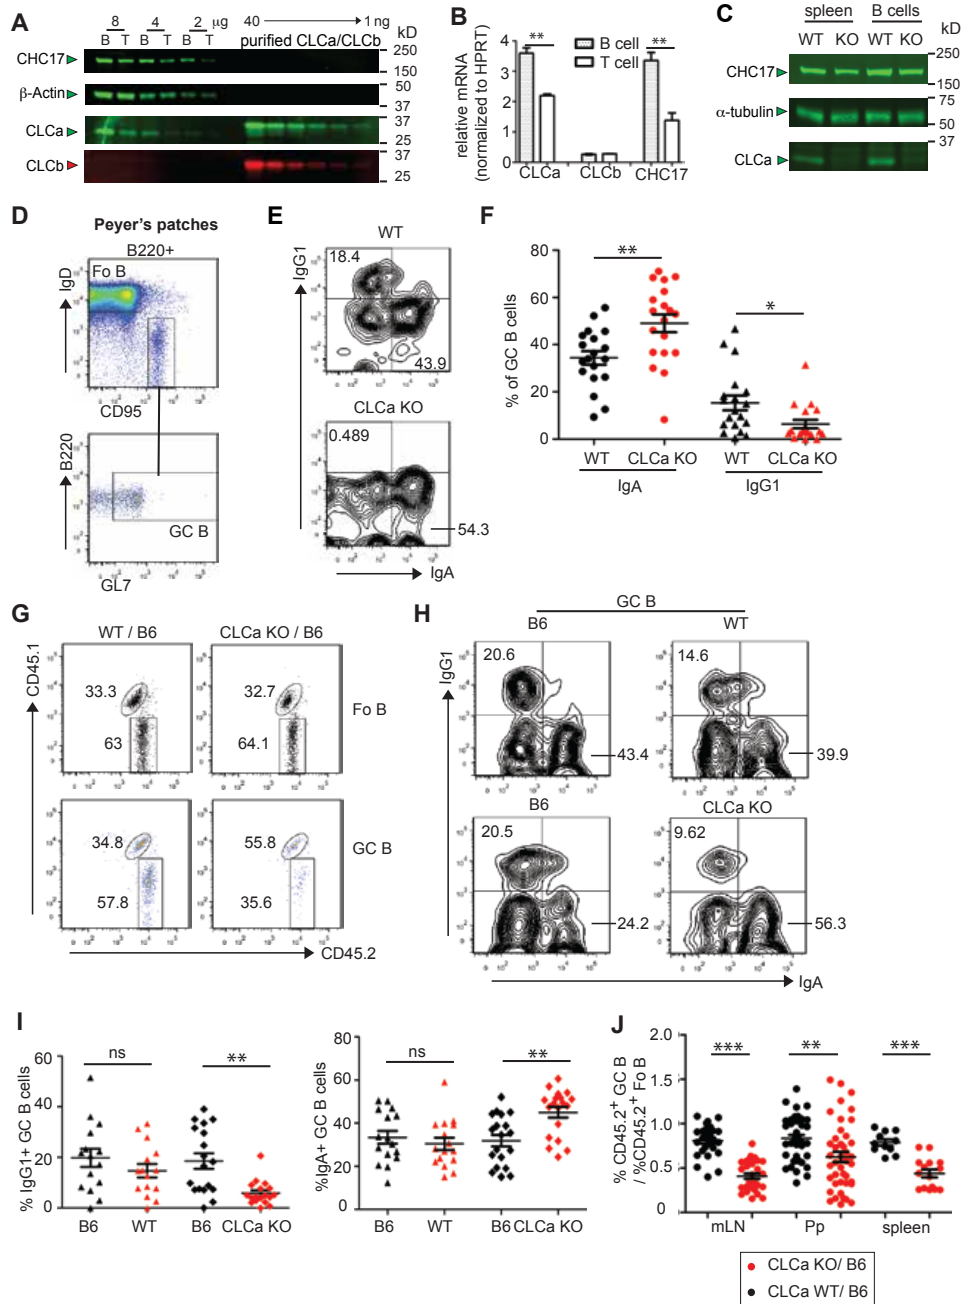 A
8 4 2 μg
B T B T B T
40 → 1 ng
purified CLCa/CLCb
kD
CHC17
250
150
β-Actin
50
37
CLCa
37
25
CLCb
37
25
B
relative mRNA
(normalized to HPRT)
4
3
2
1
0
**
**
B cell
T cell
CLCa CLCb CHC17
C
spleen B cells
WT KO WT KO
kD
CHC17
250
150
α-tubulin
75
50
CLCa
37
D
Peyer's patches
B220+
Fo B
IgD
CD95
B220
GC B
GL7
E
WT
IgG1
18.4
43.9
CLCa KO
0.489
54.3
IgA
F
% of GC B cells
80
60
40
20
0
**
*
WT CLCa KO WT CLCa KO
IgA IgG1
G
WT / B6 CLCa KO / B6
CD45.1
33.3
63
32.7
64.1
Fo B
34.8
57.8
55.8
35.6
GC B
CD45.2
H
GC B
B6 WT
IgG1
20.6
43.4
14.6
39.9
B6 CLCa KO
20.5
24.2
9.62
56.3
IgA
I
% IgG1+ GC B cells
60
40
20
0
ns
**
B6 WT B6 CLCa KO
%IgA+ GC B cells
80
60
40
20
0
ns
**
B6 WT B6 CLCa KO
J
% CD45.2+ GC B
/ %CD45.2+ Fo B
2.0
1.5
1.0
0.5
0
***
**
***
mLN Pp spleen
CLCa KO/ B6
CLCa WT/ B6